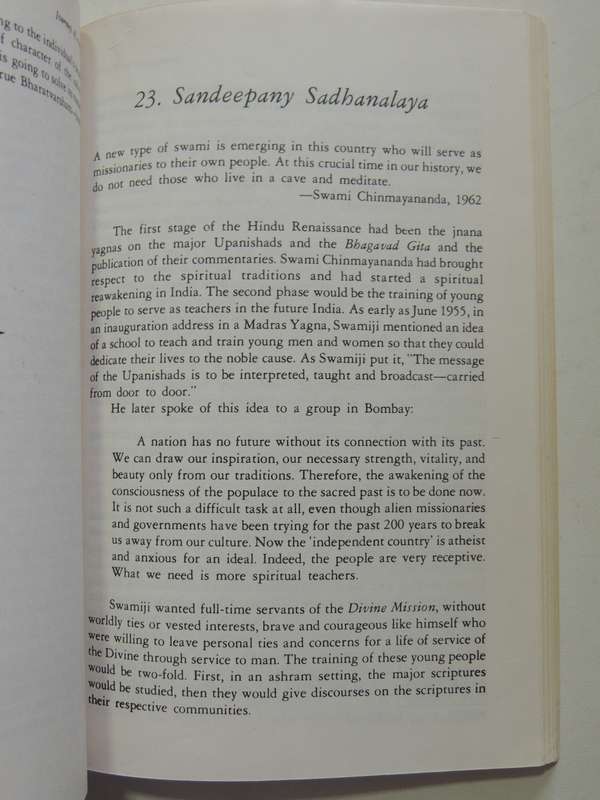 ng to the individual
f character of the
is going to solve
rue Bharatvarsham
23. Sandeepany Sadhanalaya
A new type of swami is emerging in this country who will serve as
missionaries to their own people. At this crucial time in our history, we
do not need those who live in a cave and meditate.
—Swami Chinmayananda, 1962
The first stage of the Hindu Renaissance had been the jnana
yagnas on the major Upanishads and the Bhagavad Gita and the
publication of their commentaries. Swami Chinmayananda had brought
respect to the spiritual traditions and had started a spiritual
reawakening in India. The second phase would be the training of young
people to serve as teachers in the future India. As early as June 1955, in
an inauguration address in a Madras Yagna, Swamiji mentioned an idea
of a school to teach and train young men and women so that they could
dedicate their lives to the noble cause. As Swamiji put it, "The message
of the Upanishads is to be interpreted, taught and broadcast—carried
from door to door."
He later spoke of this idea to a group in Bombay:
A nation has no future without its connection with its past.
We can draw our inspiration, our necessary strength, vitality, and
beauty only from our traditions. Therefore, the awakening of the
consciousness of the populace to the sacred past is to be done now.
It is not such a difficult task at all, even though alien missionaries
and governments have been trying for the past 200 years to break
us away from our culture. Now the 'independent country' is atheist
and anxious for an ideal. Indeed, the people are very receptive.
What we need is more spiritual teachers.
Swamiji wanted full-time servants of the Divine Mission, without
worldly ties or vested interests, brave and courageous like himself who
were willing to leave personal ties and concerns for a life of service of
the Divine through service to man. The training of these young people
would be two-fold. First, in an ashram setting, the major scriptures
would be studied, then they would give discourses on the scriptures in
their respective communities.